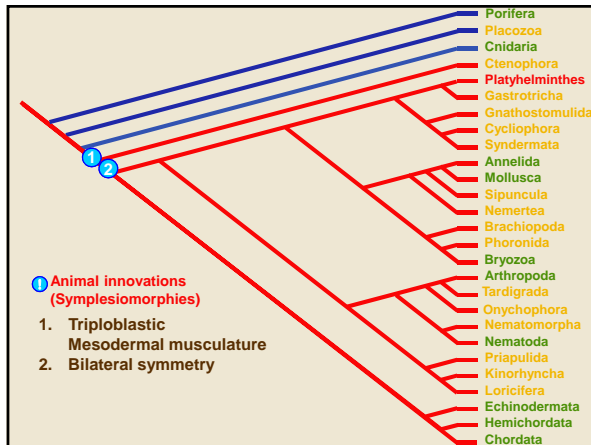 Porifera
Placozoa
Cnidaria
Ctenophora
Platyhelminthes
Gastrotricha
Gnathostomulida
Cycliophora
Syndermata
Annelida
Mollusca
Sipuncula
Nemertea
Brachiopoda
Phoronida
Bryozoa
Arthropoda
Tardigrada
Onychophora
Nematomorpha
Nematoda
Priapulida
Kinorhyncha
Loricifera
Echinodermata
Hemichordata
Chordata
1
2
! Animal innovations
(Symplesiomorphies)
1. Triploblastic
Mesodermal musculature
2. Bilateral symmetry